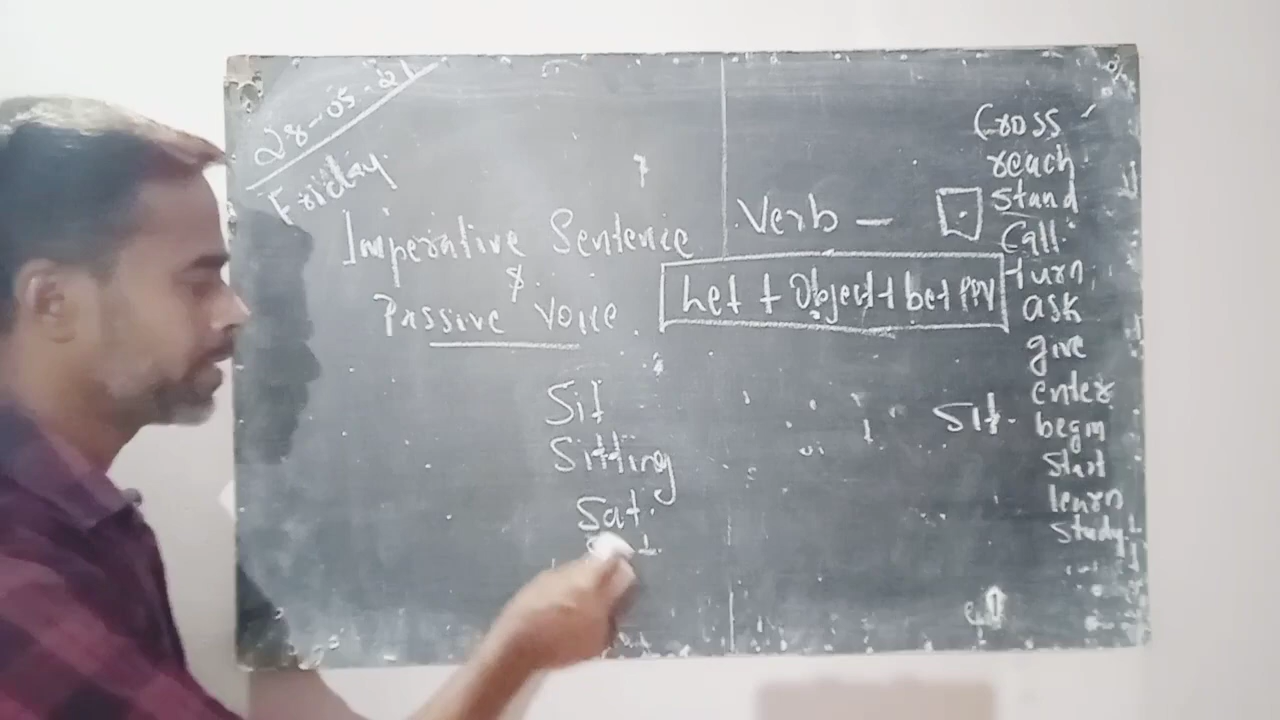 28-05-21
Friday
Imperative Sentence
&
Passive Voice.
Verb -
Let + Object + be + PPV
Sit
Sitting
Sat
Sit.
Cross
reach
Stand
Call
turn,
ask
give
enter
begin
Start
learn
Study